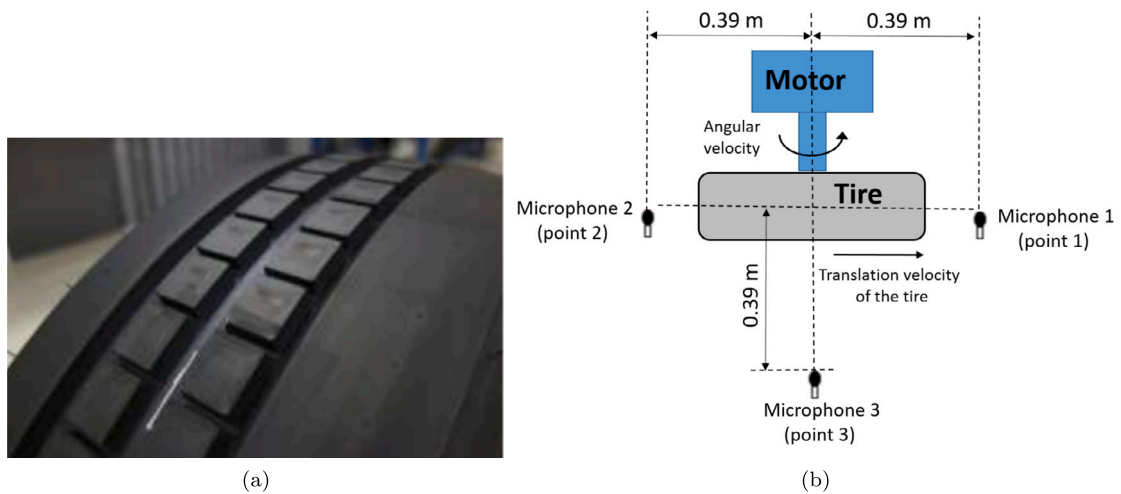 0.39 m
0.39 m
Motor
Angular
velocity
Tire
Microphone 2
(point 2)
Microphone 1
(point 1)
Translation velocity
of the tire
0.39 m
Microphone 3
(point 3)
(a)
(b)